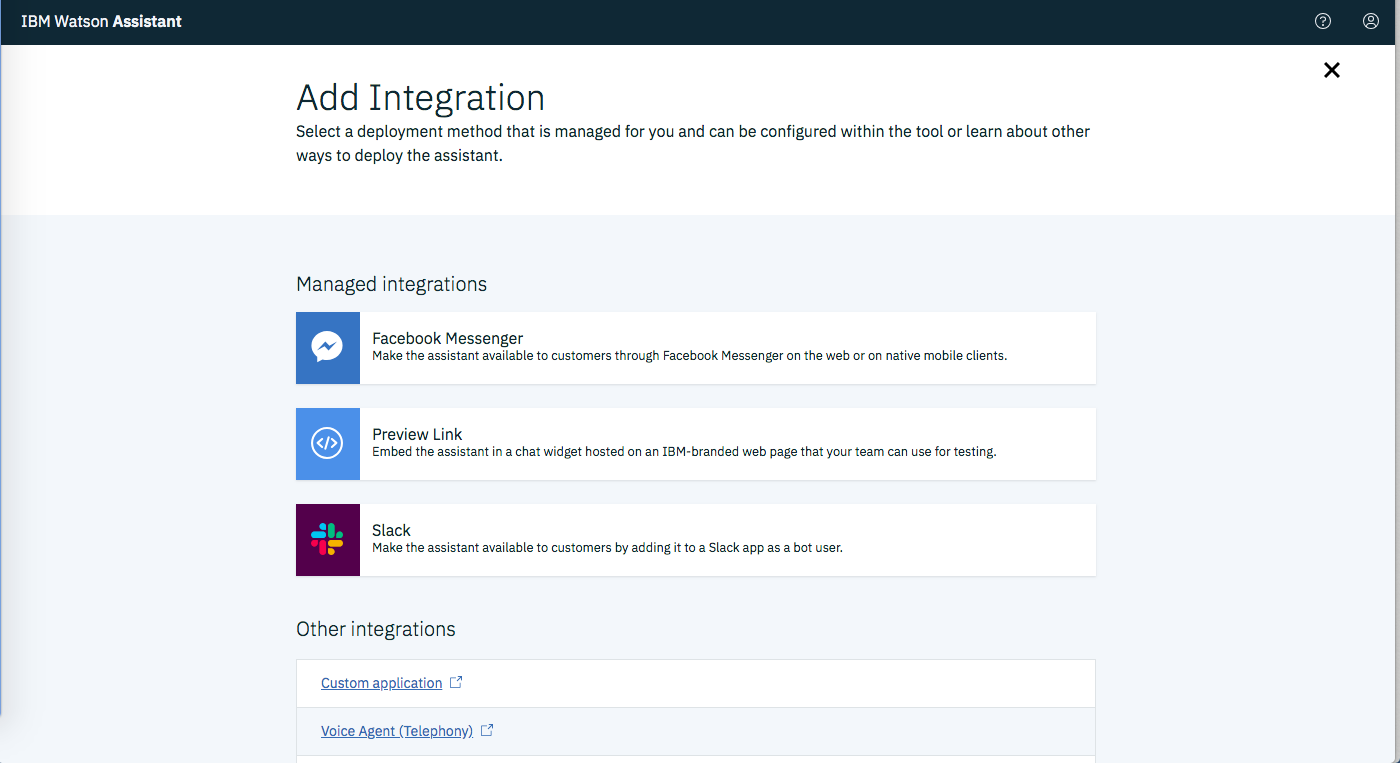 IBM Watson Assistant
Add Integration
Select a deployment method that is managed for you and can be configured within the tool or learn about other
ways to deploy the assistant.
Managed integrations
Facebook Messenger
Make the assistant available to customers through Facebook Messenger on the web or on native mobile clients.
Preview Link
Embed the assistant in a chat widget hosted on an IBM-branded web page that your team can use for testing.
Slack
Make the assistant available to customers by adding it to a Slack app as a bot user.
Other integrations
Custom application
Voice Agent (Telephony)